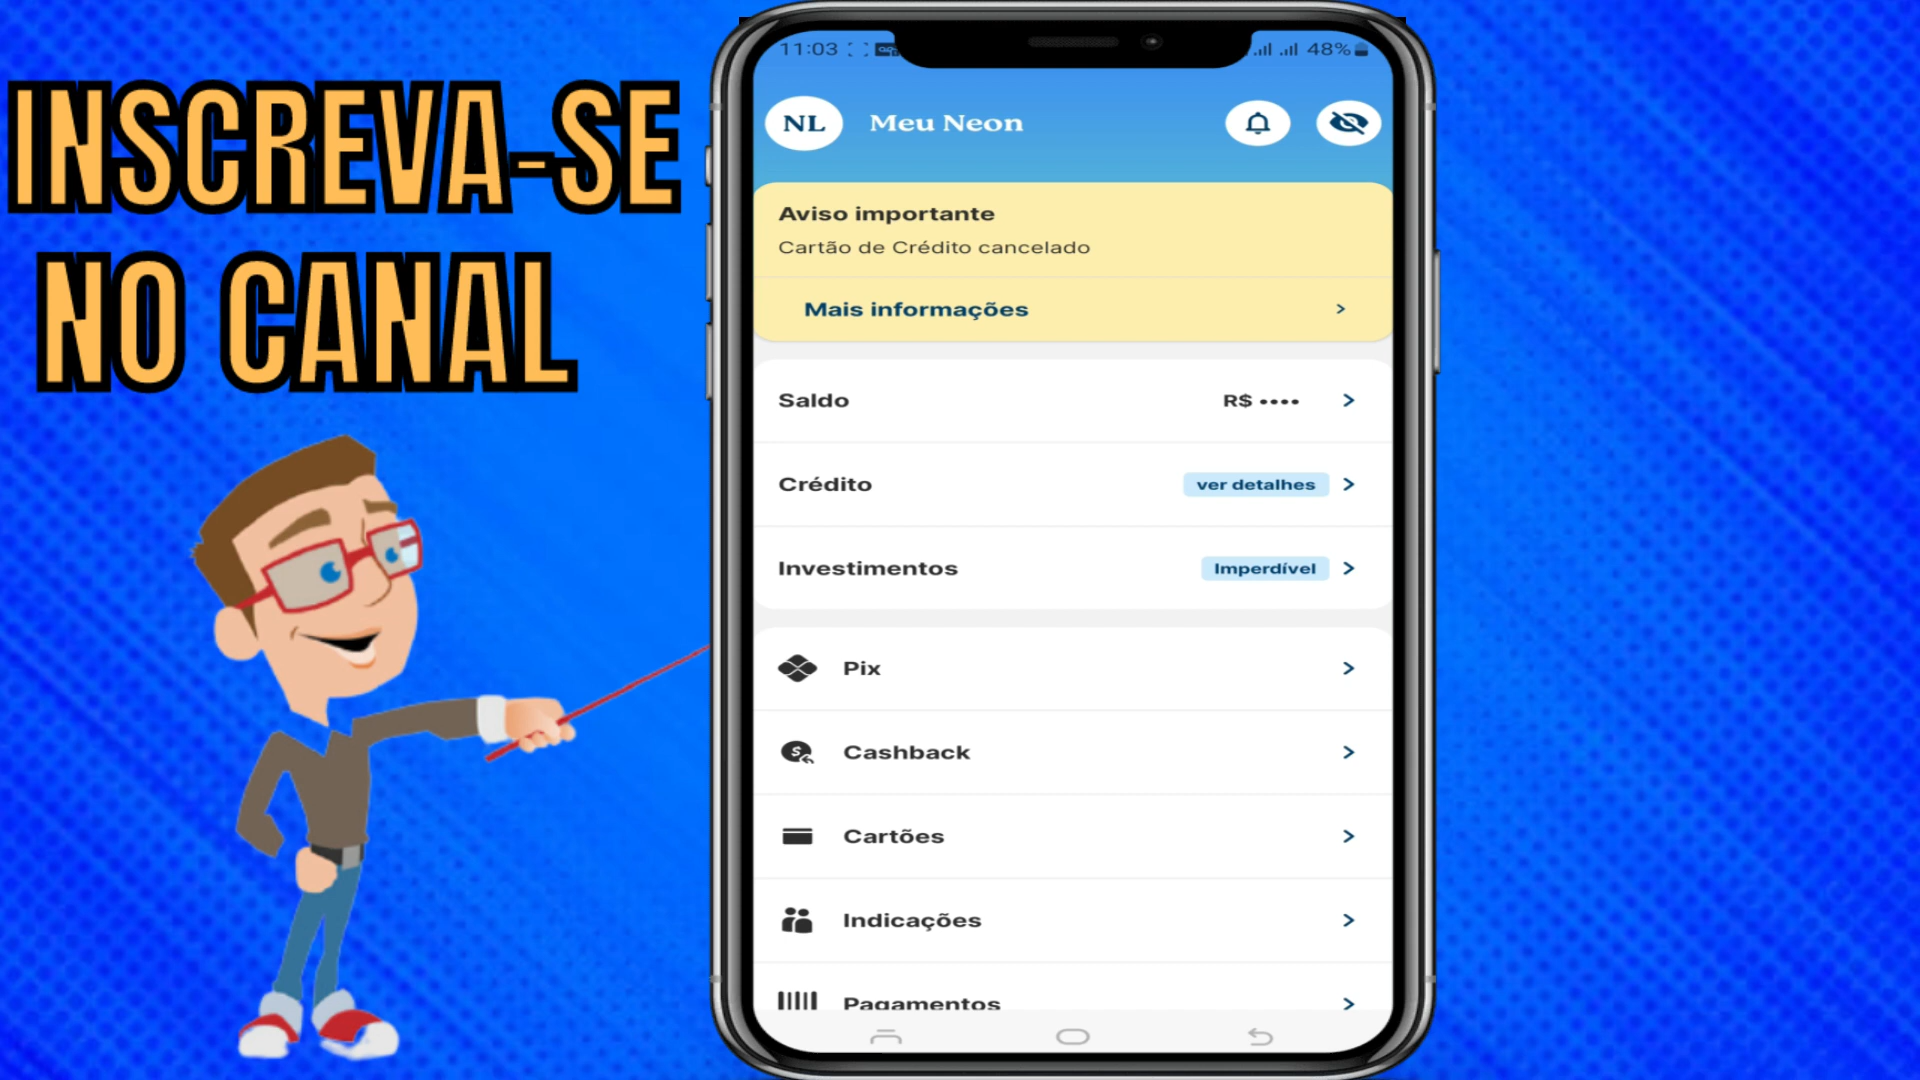 INSCREVA-SE
NO CANAL
11:03
48%
NL
Meu Neon
Aviso importante
Cartão de Crédito cancelado
Mais informações
Saldo
R$ ••••
Crédito
ver detalhes
Investimentos
Imperdível
Pix
Cashback
Cartões
Indicações
Pagamentos